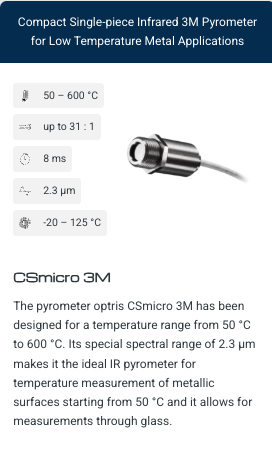 Compact Single-piece Infrared 3M Pyrometer
for Low Temperature Metal Applications
50 – 600 °C
up to 31 : 1
8 ms
2.3 µm
-20 – 125 °C
CSmicro 3M
The pyrometer optris CSmicro 3M has been
designed for a temperature range from 50 °C
to 600 °C. Its special spectral range of 2.3 µm
makes it the ideal IR pyrometer for
temperature measurement of metallic
surfaces starting from 50 °C and it allows for
measurements through glass.